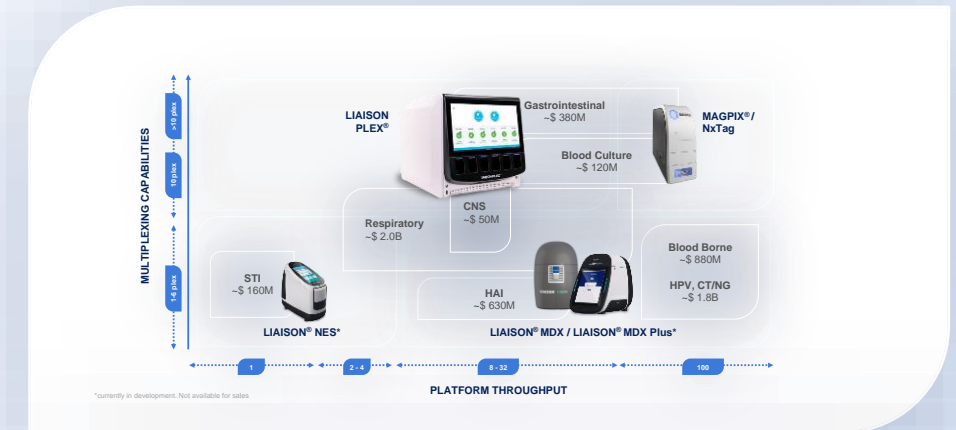 MULTIPLEXING CAPABILITIES
>10 plex
10 plex
1-6 plex
LIAISON
PLEX®
Gastrointestinal
~$ 380M
MAGPIX® /
NxTag
Blood Culture
~$ 120M
CNS
~$ 50M
Respiratory
~$ 2.0B
Blood Borne
~$ 880M
HPV, CT/NG
~$ 1.8B
STI
~$ 160M
HAI
~$ 630M
LIAISON® NES*
LIAISON® MDX / LIAISON® MDX Plus*
1
2 - 4
8 - 32
100
PLATFORM THROUGHPUT
*currently in development. Not available for sales